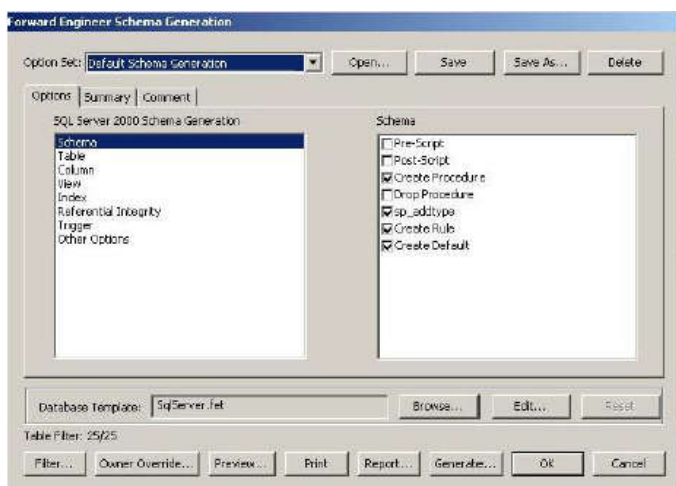 Forward Engineer Schema Generation
Option Set: Default Schema Generation Open... Save Save As... Delete
Options Summary Comment
SQL Server 2000 Schema Generation
Schema
Table
Column
View
Index
Referential Integrity
Trigger
Other Options
Schema
Pre-Script
Post-Script
Create Procedure
Drop Procedure
sp_addtype
Create Rule
Create Default
Database Template: SqlServer.fet Browse... Edit... Reset
Table Filter: 25/25
Filter... Owner Override... Preview... Print Report... Generate... OK Cancel